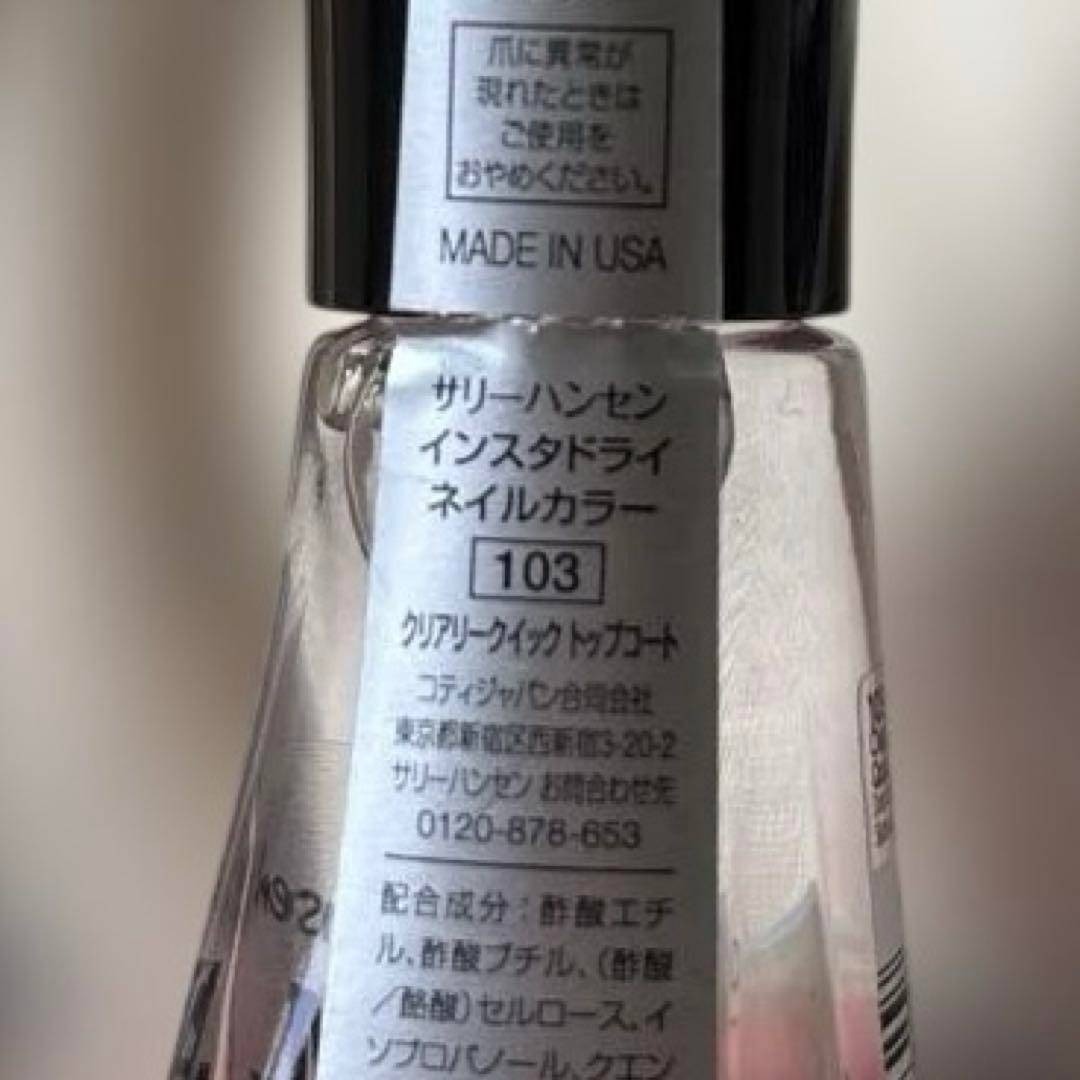 爪に異常が
現れたときは
ご使用を
おやめください。
MADE IN USA
サリーハンセン
インスタドライ
ネイルカラー
103
クリアリークイック トップコート
コティジャパン合同会社
東京都新宿区西新宿3-20-2
サリーハンセン お問合わせ先
0120-878-653
配合成分：酢酸エチ
ル、酢酸ブチル、（酢酸
／酪酸）セルロース、イ
ソプロパノール、クエン